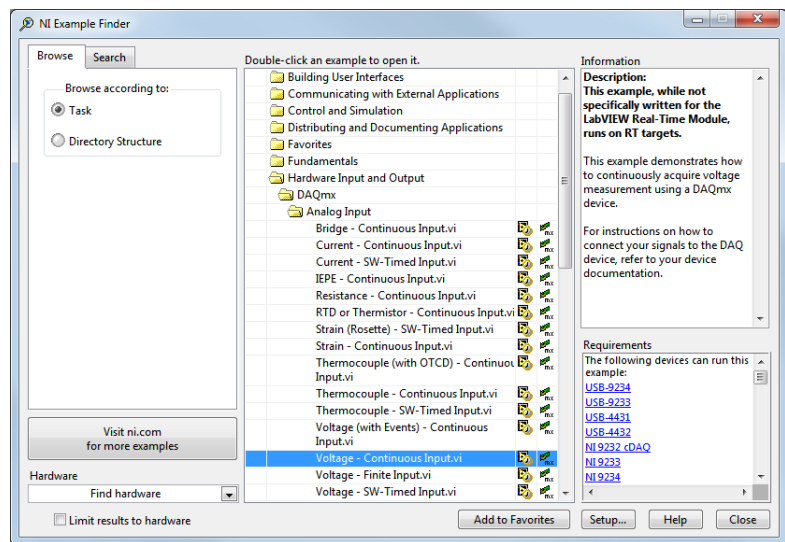 NI Example Finder
Browse
Search
Browse according to:
Task
Directory Structure
Visit ni.com
for more examples
Hardware
Find hardware
Limit results to hardware
Double-click an example to open it.
Building User Interfaces
Communicating with External Applications
Control and Simulation
Distributing and Documenting Applications
Favorites
Fundamentals
Hardware Input and Output
DAQmx
Analog Input
Bridge - Continuous Input.vi
Current - Continuous Input.vi
Current - SW-Timed Input.vi
IEPE - Continuous Input.vi
Resistance - Continuous Input.vi
RTD or Thermistor - Continuous Input.vi
Strain (Rosette) - SW-Timed Input.vi
Strain - Continuous Input.vi
Thermocouple (with OTCD) - Continuou
Input.vi
Thermocouple - Continuous Input.vi
Thermocouple - SW-Timed Input.vi
Voltage (with Events) - Continuous
Input.vi
Voltage - Continuous Input.vi
Voltage - Finite Input.vi
Voltage - SW-Timed Input.vi
Information
Description:
This example, while not
specifically written for the
LabVIEW Real-Time Module,
runs on RT targets.
This example demonstrates how
to continuously acquire voltage
measurement using a DAQmx
device.
For instructions on how to
connect your signals to the DAQ
device, refer to your device
documentation.
Requirements
The following devices can run this
example:
USB-9234
USB-9233
USB-4431
USB-4432
NI 9232 cDAQ
NI 9233
NI 9234
Add to Favorites
Setup...
Help
Close